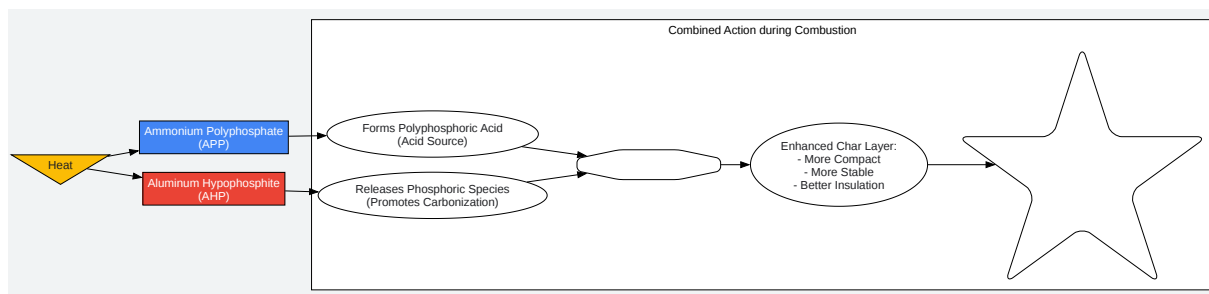 Combined Action during Combustion
Heat
Ammonium Polyphosphate
(APP)
Aluminum Hypophosphite
(AHP)
Forms Polyphosphoric Acid
(Acid Source)
Releases Phosphoric Species
(Promotes Carbonization)
Enhanced Char Layer:
- More Compact
- More Stable
- Better Insulation